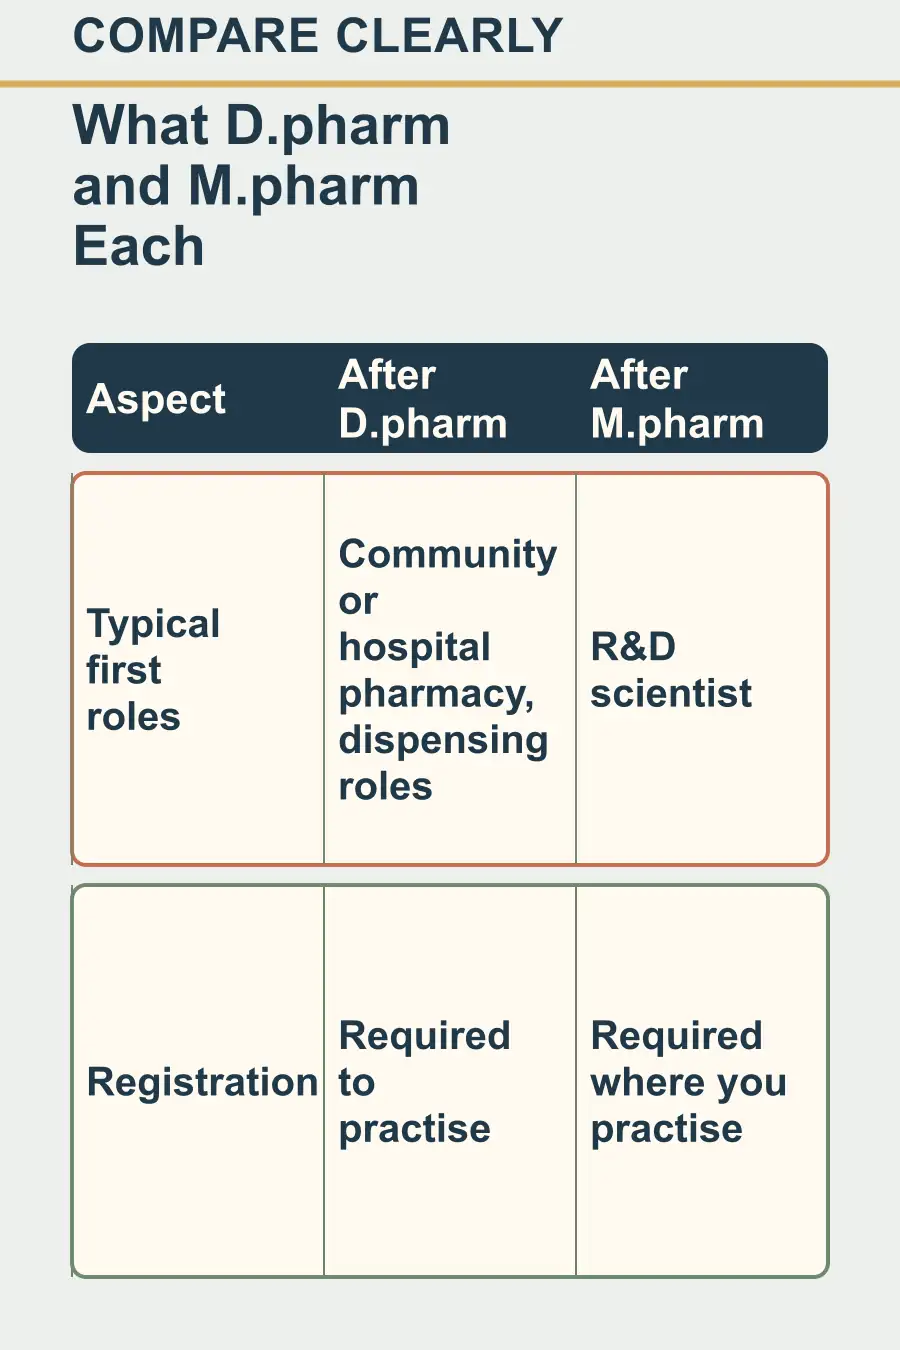 COMPARE CLEARLY
What D.pharm
and M.pharm
Each
Aspect
After
D.pharm
After
M.pharm
Typical
first
roles
Community
or
hospital
pharmacy,
dispensing
roles
R&D
scientist
Registration
Required
to
practise
Required
where you
practise